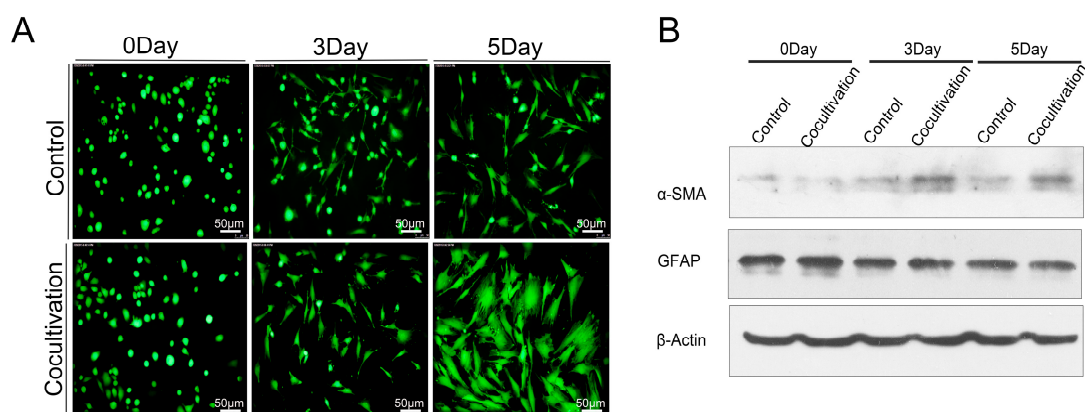 A
0Day 3Day 5Day
Control
50µm 50µm 50µm
Cocultivation
50µm 50µm 50µm
B
0Day 3Day 5Day
Control Cocultivation Control Cocultivation Control Cocultivation
α-SMA
GFAP
β-Actin